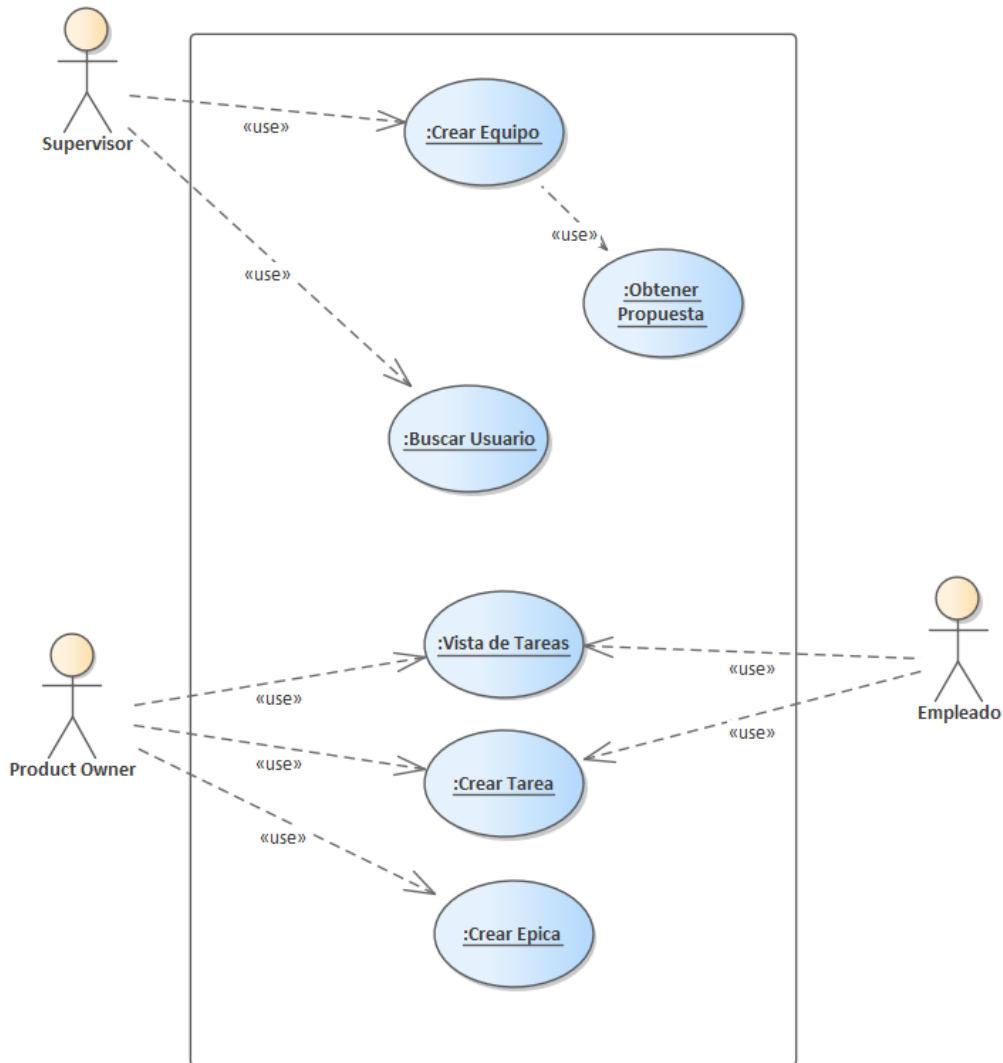 Supervisor
«use»
:Crear Equipo
«use»
:Obtener
Propuesta
«use»
:Buscar Usuario
:Vista de Tareas
«use»
«use»
Product Owner
Empleado
«use»
:Crear Tarea
«use»
«use»
:Crear Epica